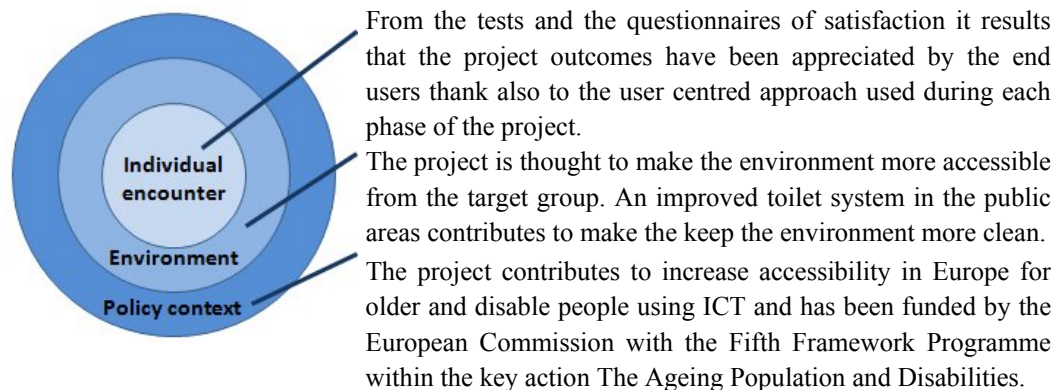 Individual
encounter
Environment
Policy context
From the tests and the questionnaires of satisfaction it results
that the project outcomes have been appreciated by the end
users thank also to the user centred approach used during each
phase of the project.
The project is thought to make the environment more accessible
from the target group. An improved toilet system in the public
areas contributes to make the keep the environment more clean.
The project contributes to increase accessibility in Europe for
older and disable people using ICT and has been funded by the
European Commission with the Fifth Framework Programme
within the key action The Ageing Population and Disabilities.